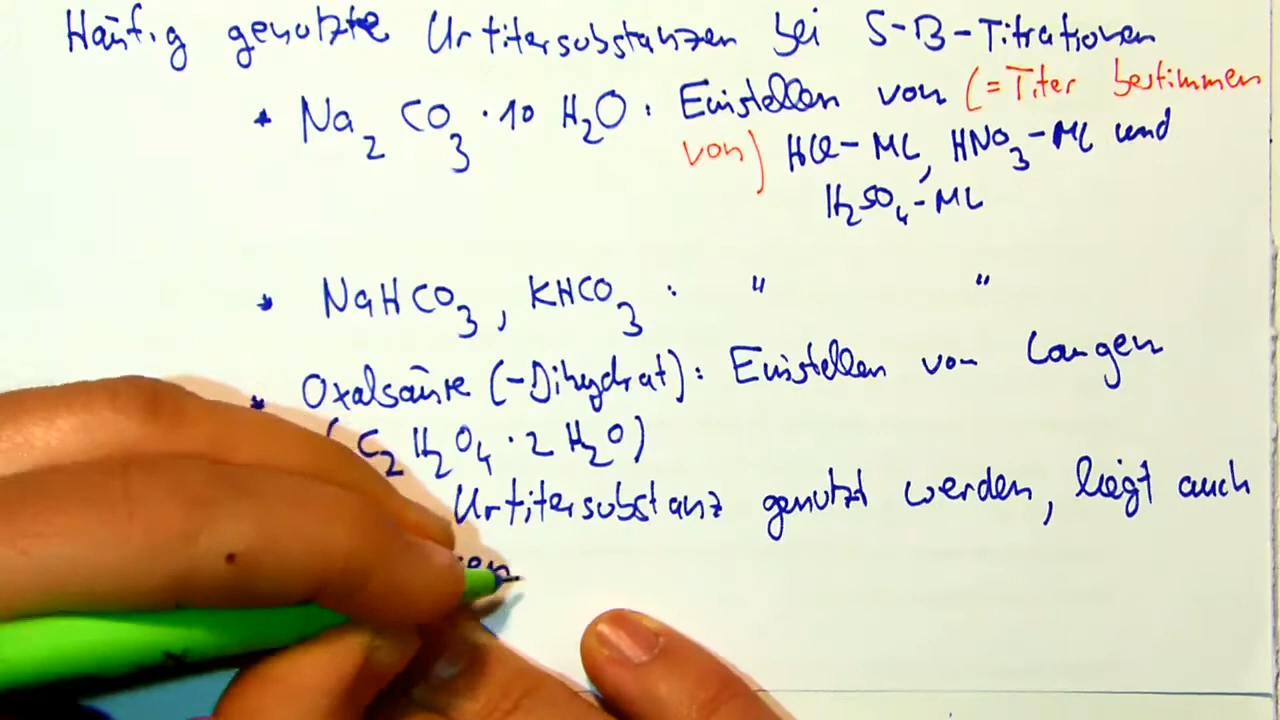 Häufig genutzte Urtitersubstanzen bei S-B-Titrationen
• Na2CO3 · 10 H2O : Einstellen von (= Titer bestimmen
von) HCl-ML, HNO3-ML und
H2SO4-ML
• NaHCO3, KHCO3 : " "
• Oxalsäure (-Dihydrat): Einstellen von Laugen
(C2H2O4 · 2 H2O)
Urtitersubstanz genutzt werden, liegt auch